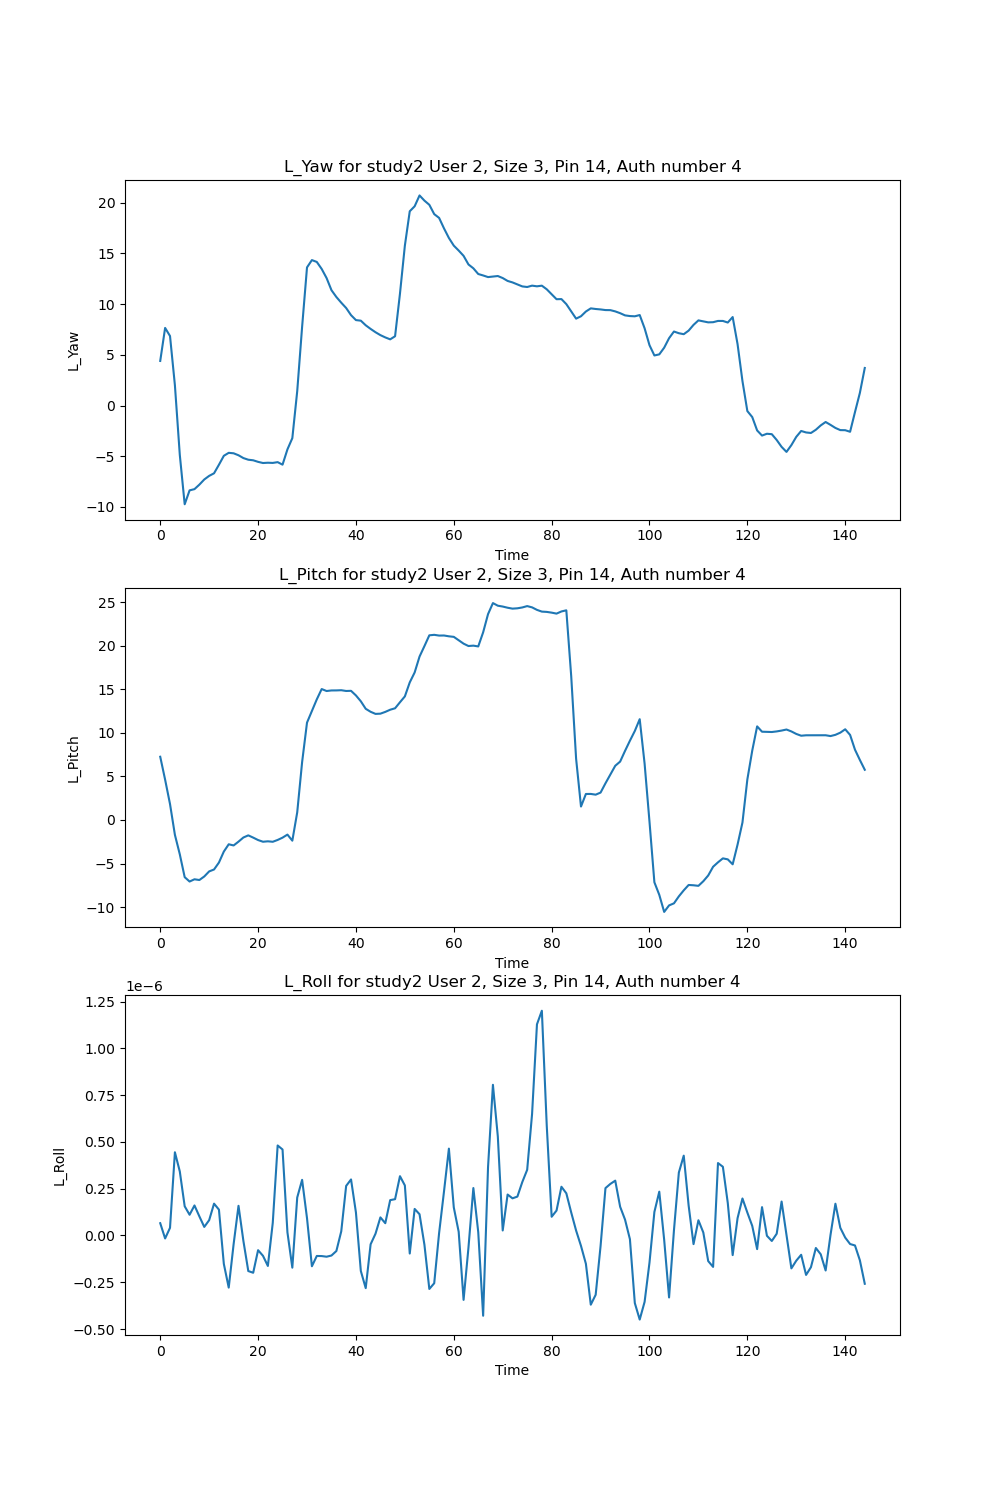 L_Yaw for study2 User 2, Size 3, Pin 14, Auth number 4
20
15
10
5
0
−5
−10
L_Yaw
0 20 40 60 80 100 120 140
Time
L_Pitch for study2 User 2, Size 3, Pin 14, Auth number 4
25
20
15
10
5
0
−5
−10
L_Pitch
0 20 40 60 80 100 120 140
Time
L_Roll for study2 User 2, Size 3, Pin 14, Auth number 4
1e−6
1.25
1.00
0.75
0.50
0.25
0.00
−0.25
−0.50
L_Roll
0 20 40 60 80 100 120 140
Time